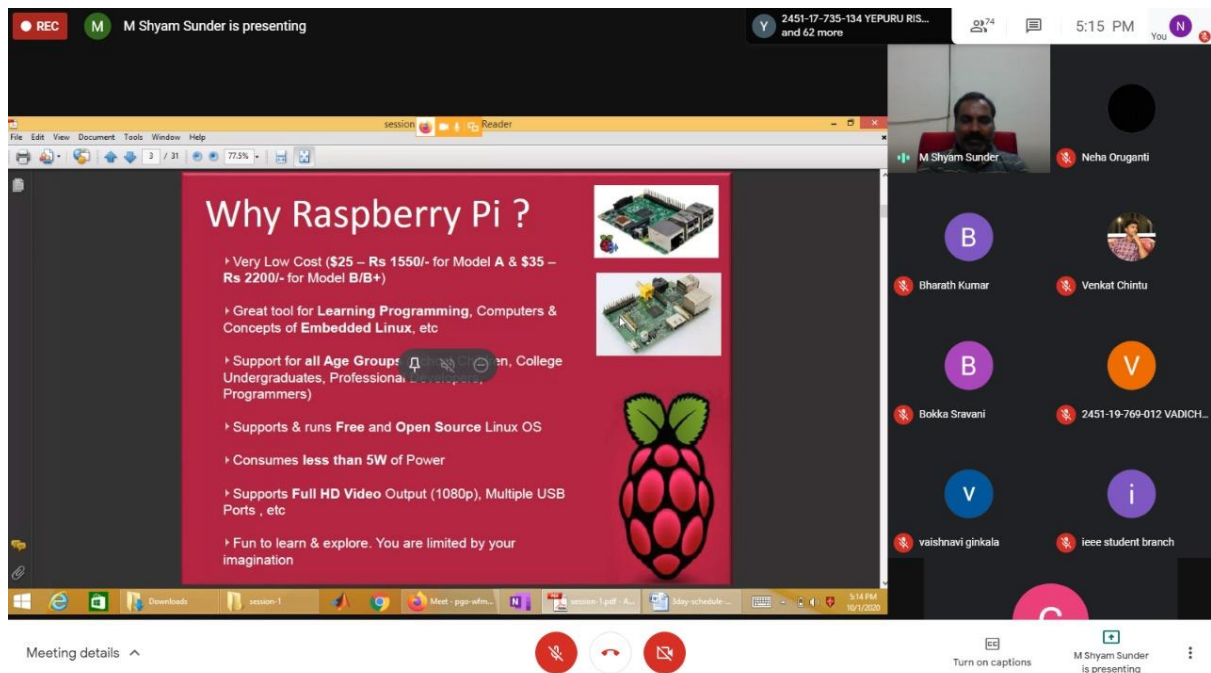 REC
M
M Shyam Sunder is presenting
Y
2451-17-735-134 YEPURU RIS...
and 62 more
74
5:15 PM
You
N
session
Reader
File Edit View Document Tools Window Help
3 / 31
77.5%
Why Raspberry Pi ?
Very Low Cost ($25 – Rs 1550/- for Model A & $35 –
Rs 2200/- for Model B/B+)
Great tool for Learning Programming, Computers &
Concepts of Embedded Linux, etc
Support for all Age Groups en, College
Undergraduates, Professional
Programmers)
Supports & runs Free and Open Source Linux OS
Consumes less than 5W of Power
Supports Full HD Video Output (1080p), Multiple USB
Ports , etc
Fun to learn & explore. You are limited by your
imagination
M Shyam Sunder
Neha Oruganti
B
Bharath Kumar
Venkat Chintu
B
Bokka Sravani
V
2451-19-769-012 VADICH...
v
vaishnavi ginkala
i
ieee student branch
Downloads
session-1
Meet - pgo-wfm...
N
session-1.pdf - A...
3day-schedule-...
5:14 PM
10/1/2020
Meeting details
CC
Turn on captions
M Shyam Sunder
is presenting